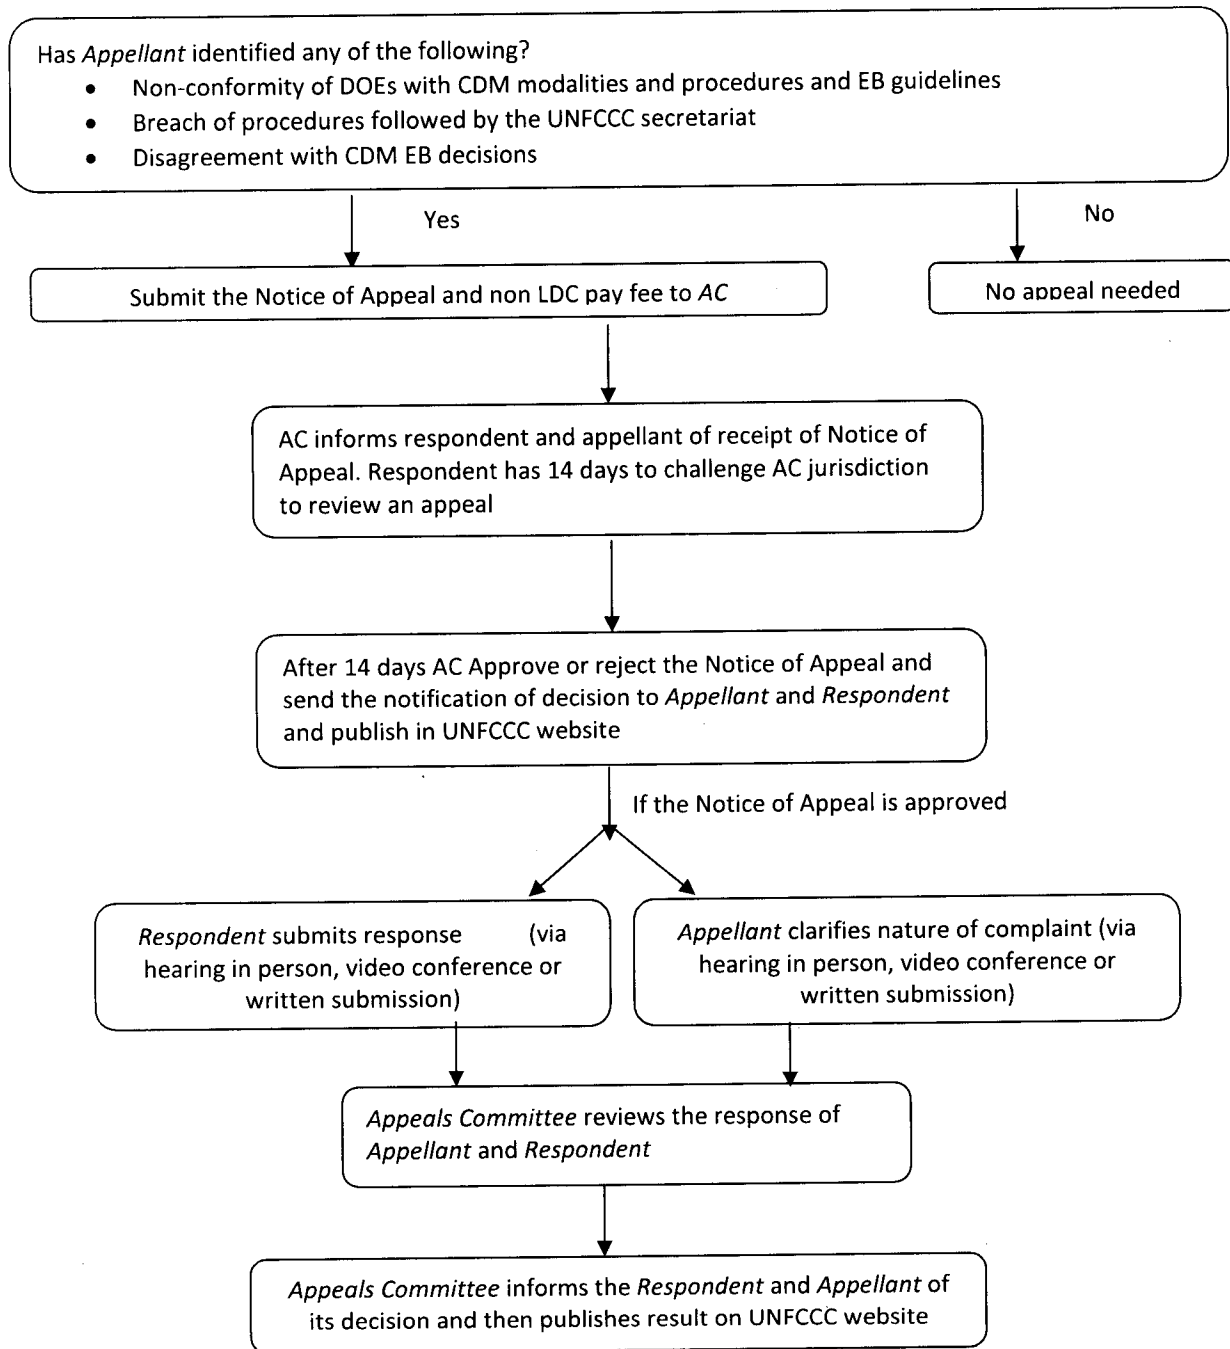 Has Appellant identified any of the following?
• Non-conformity of DOEs with CDM modalities and procedures and EB guidelines
• Breach of procedures followed by the UNFCCC secretariat
• Disagreement with CDM EB decisions
Yes
No
Submit the Notice of Appeal and non LDC pay fee to AC
No appeal needed
AC informs respondent and appellant of receipt of Notice of
Appeal. Respondent has 14 days to challenge AC jurisdiction
to review an appeal
After 14 days AC Approve or reject the Notice of Appeal and
send the notification of decision to Appellant and Respondent
and publish in UNFCCC website
If the Notice of Appeal is approved
Respondent submits response (via
hearing in person, video conference or
written submission)
Appellant clarifies nature of complaint (via
hearing in person, video conference or
written submission)
Appeals Committee reviews the response of
Appellant and Respondent
Appeals Committee informs the Respondent and Appellant of
its decision and then publishes result on UNFCCC website